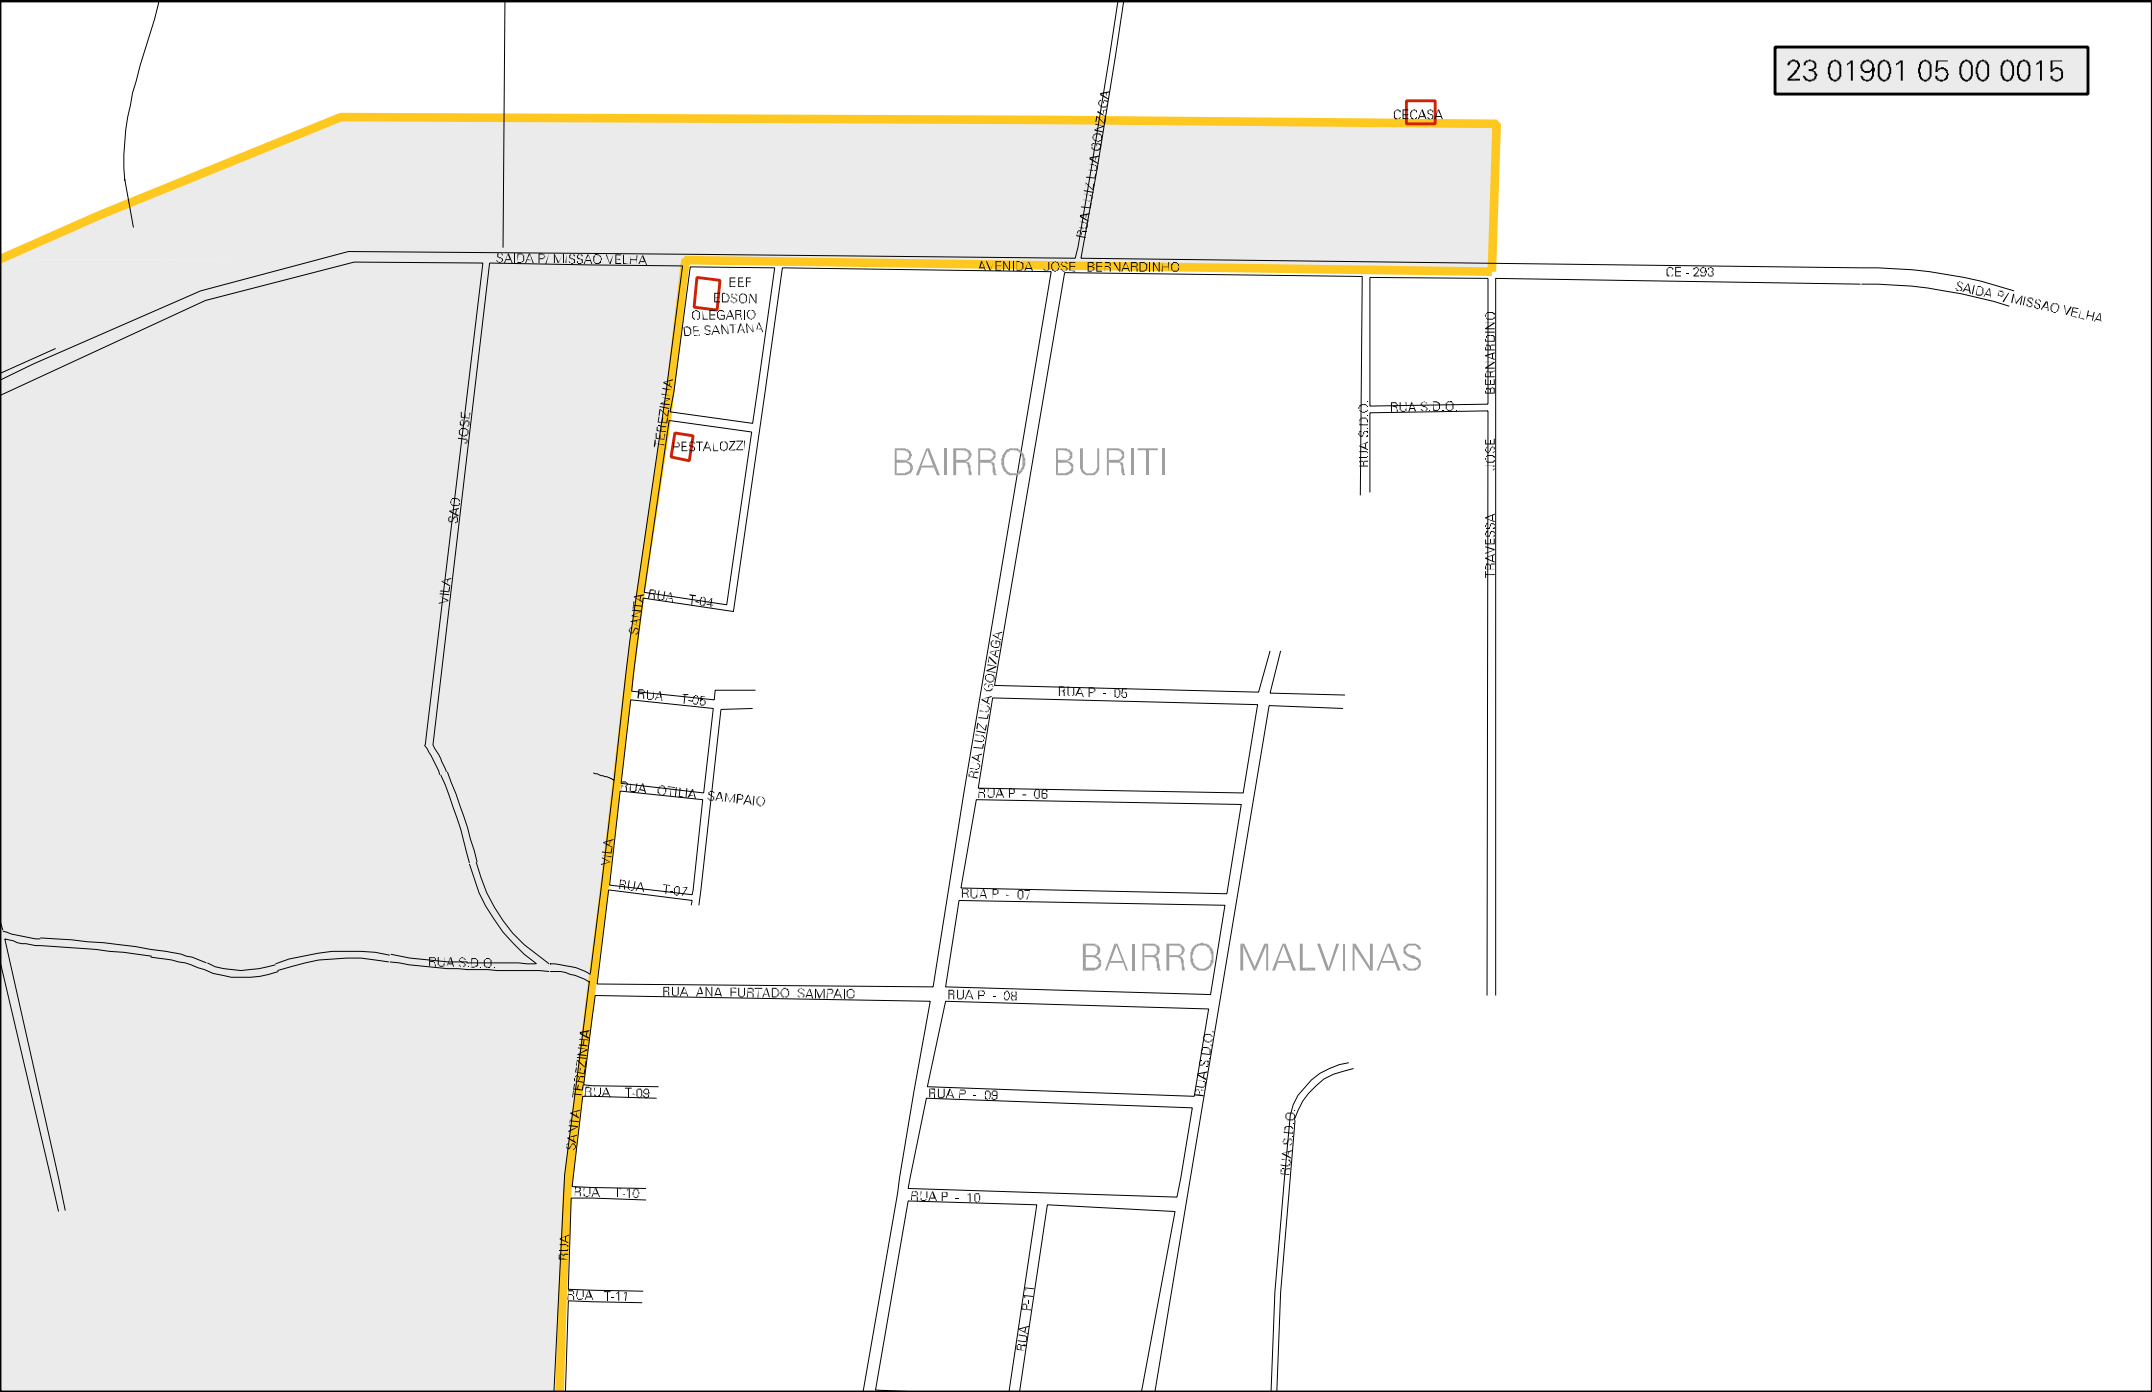 23 01901 05 00 0015
CECASA
RUA LUIZ LUA GONZAGA
SAIDA P/ MISSAO VELHA
AVENIDA JOSE BERNARDINHO
CE - 293
SAIDA P/ MISSAO VELHA
EEF
EDSON
OLEGARIO
DE SANTANA
PESTALOZZI
VILA SAO JOSE
RUA VILA SANTA TEREZINHA
BAIRRO BURITI
RUA S.D.O.
RUA S.D.O.
TRAVESSA JOSE BERNARDINO
RUA T-04
RUA T-05
RUA LUIZ LUA GONZAGA
RUA P - 05
RUA OTILIA SAMPAIO
RUA P - 06
RUA T-07
RUA P - 07
BAIRRO MALVINAS
RUA S.D.O.
RUA ANA FURTADO SAMPAIO
RUA P - 08
SANTA TEREZINHA
RUA S.D.O.
RUA T-09
RUA P - 09
RUA S.D.O.
RUA T-10
RUA P - 10
RUA T-11
RUA P-11